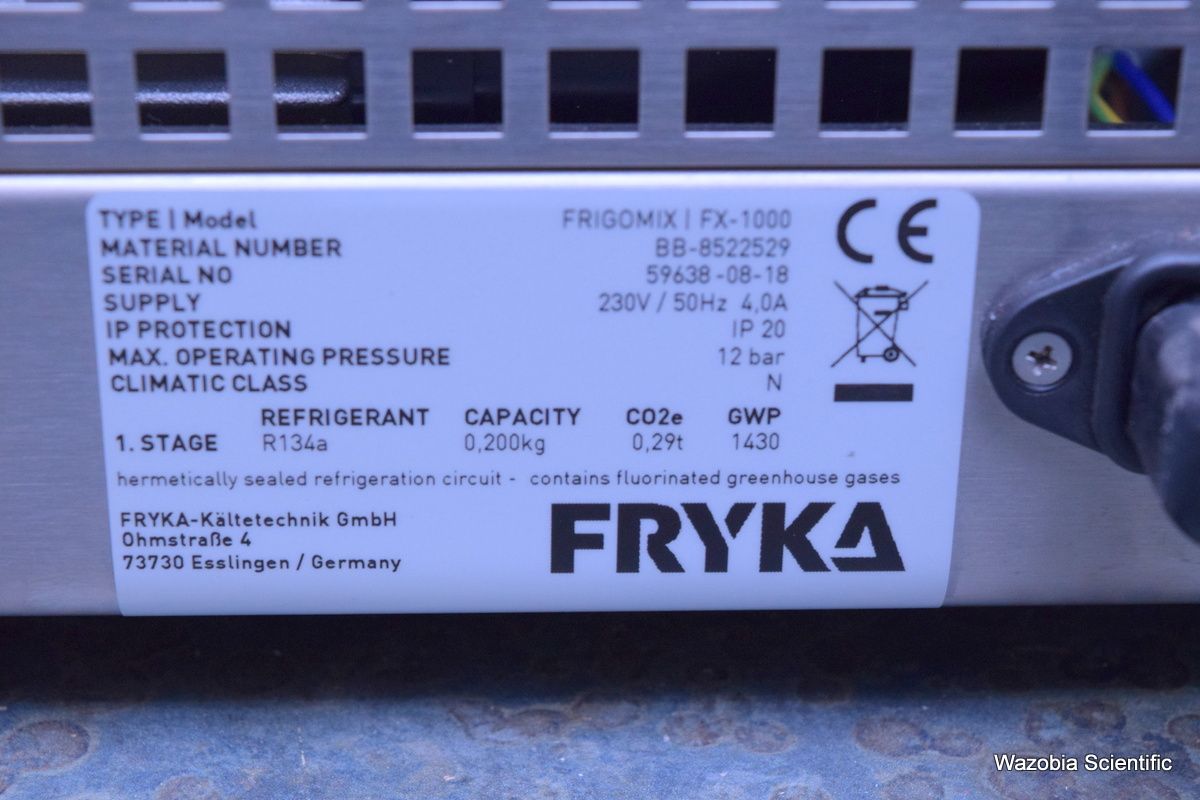 TYPE | Model FRIGOMIX | FX-1000
MATERIAL NUMBER BB-8522529
SERIAL NO 59638-08-18
SUPPLY 230V / 50Hz 4,0A
IP PROTECTION IP 20
MAX. OPERATING PRESSURE 12 bar
CLIMATIC CLASS N
CE
REFRIGERANT CAPACITY CO2e GWP
1. STAGE R134a 0,200kg 0,29t 1430
hermetically sealed refrigeration circuit - contains fluorinated greenhouse gases
FRYKA-Kältetechnik GmbH
Ohmstraße 4
73730 Esslingen / Germany
FRYKA
Wazobia Scientific